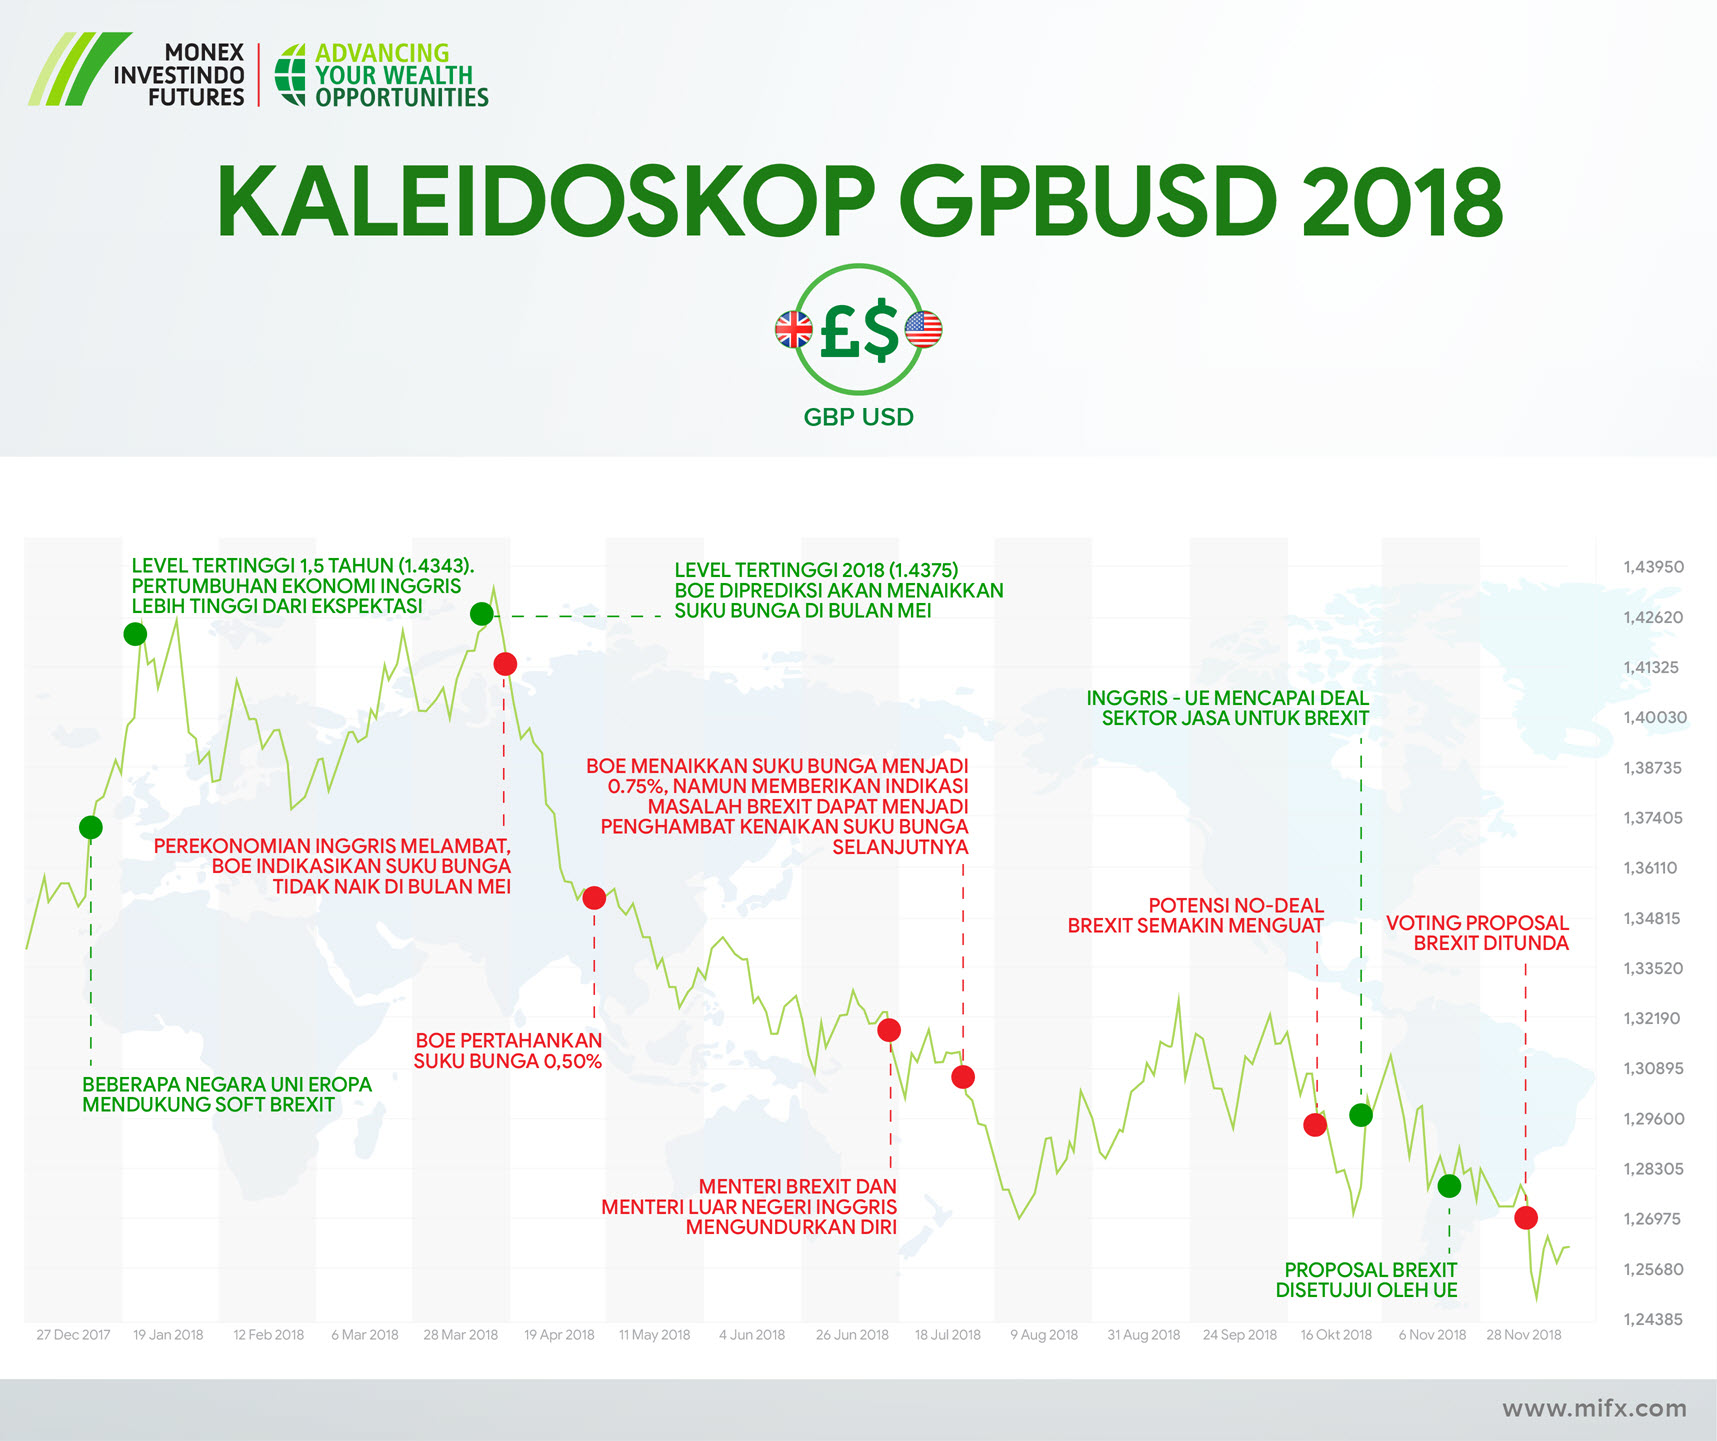 MONEX
INVESTINDO
FUTURES
ADVANCING
YOUR WEALTH
OPPORTUNITIES
KALEIDOSKOP GPBUSD 2018
£$
GBP USD
LEVEL TERTINGGI 1,5 TAHUN (1.4343).
PERTUMBUHAN EKONOMI INGGRIS
LEBIH TINGGI DARI EKSPEKTASI
LEVEL TERTINGGI 2018 (1.4375)
BOE DIPREDIKSI AKAN MENAIKKAN
SUKU BUNGA DI BULAN MEI
INGGRIS - UE MENCAPAI DEAL
SEKTOR JASA UNTUK BREXIT
BOE MENAIKKAN SUKU BUNGA MENJADI
0.75%, NAMUN MEMBERIKAN INDIKASI
MASALAH BREXIT DAPAT MENJADI
PENGHAMBAT KENAIKAN SUKU BUNGA
SELANJUTNYA
PEREKONOMIAN INGGRIS MELAMBAT,
BOE INDIKASIKAN SUKU BUNGA
TIDAK NAIK DI BULAN MEI
POTENSI NO-DEAL
BREXIT SEMAKIN MENGUAT
VOTING PROPOSAL
BREXIT DITUNDA
BOE PERTAHANKAN
SUKU BUNGA 0,50%
BEBERAPA NEGARA UNI EROPA
MENDUKUNG SOFT BREXIT
MENTERI BREXIT DAN
MENTERI LUAR NEGERI INGGRIS
MENGUNDURKAN DIRI
PROPOSAL BREXIT
DISETUJUI OLEH UE
1,43950
1,42620
1,41325
1,40030
1,38735
1,37405
1,36110
1,34815
1,33520
1,32190
1,30895
1,29600
1,28305
1,26975
1,25680
1,24385
27 Dec 2017
19 Jan 2018
12 Feb 2018
6 Mar 2018
28 Mar 2018
19 Apr 2018
11 May 2018
4 Jun 2018
26 Jun 2018
18 Jul 2018
9 Aug 2018
31 Aug 2018
24 Sep 2018
16 Okt 2018
6 Nov 2018
28 Nov 2018
www.mifx.com